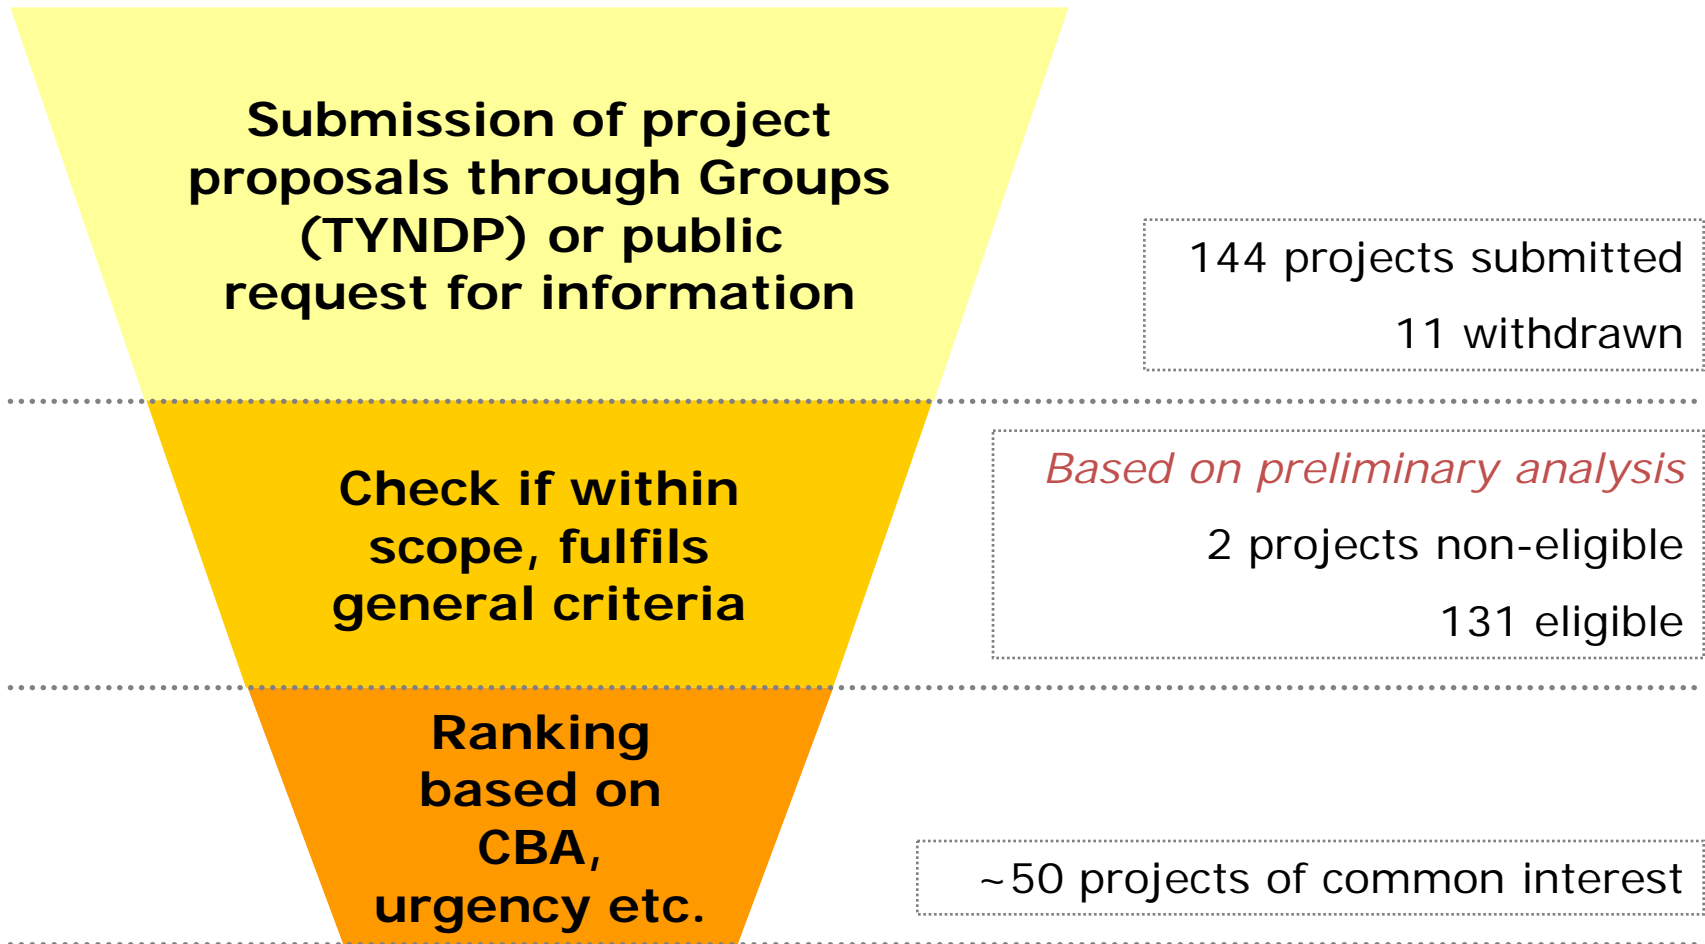 Submission of project
proposals through Groups
(TYNDP) or public
request for information
144 projects submitted
11 withdrawn
Check if within
scope, fulfils
general criteria
Based on preliminary analysis
2 projects non-eligible
131 eligible
Ranking
based on
CBA,
urgency etc.
~50 projects of common interest